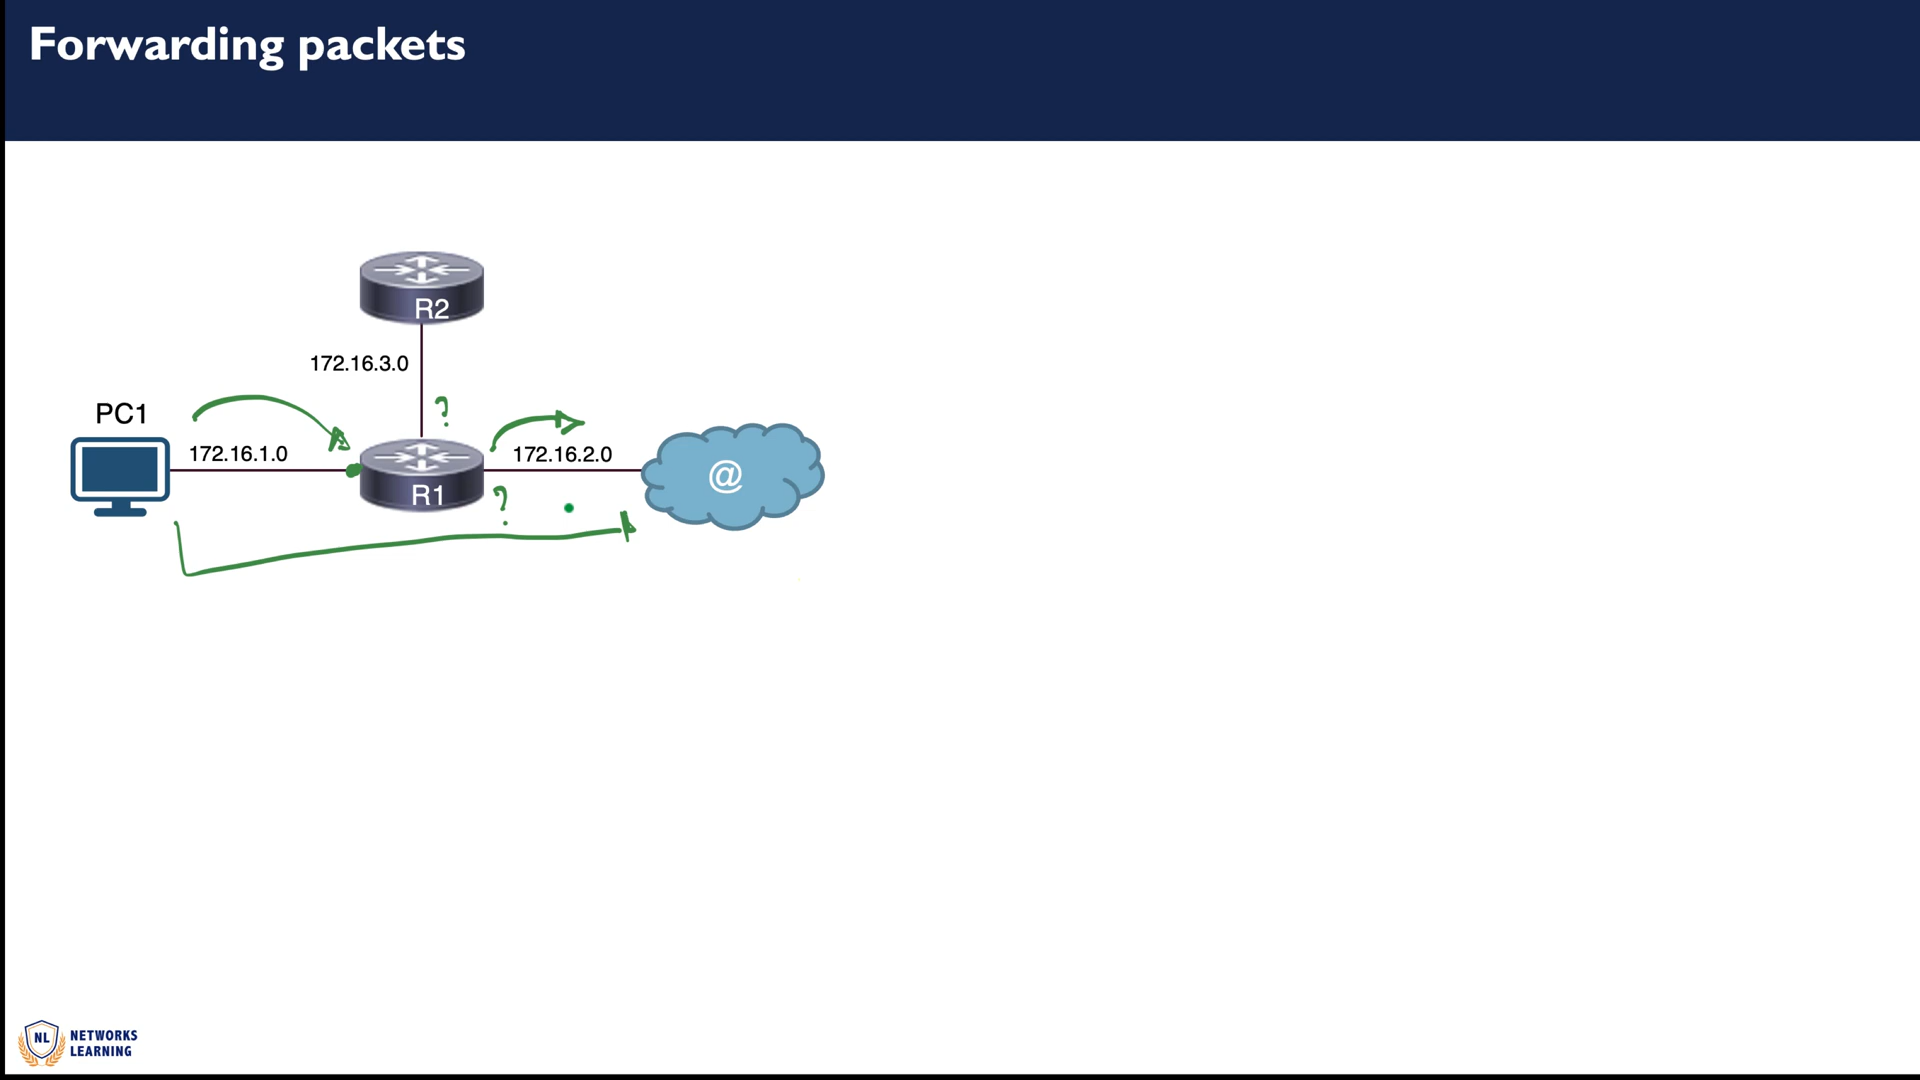 Forwarding packets
R2
172.16.3.0
PC1
?
172.16.1.0
172.16.2.0
@
R1
?
NL
NETWORKS
LEARNING